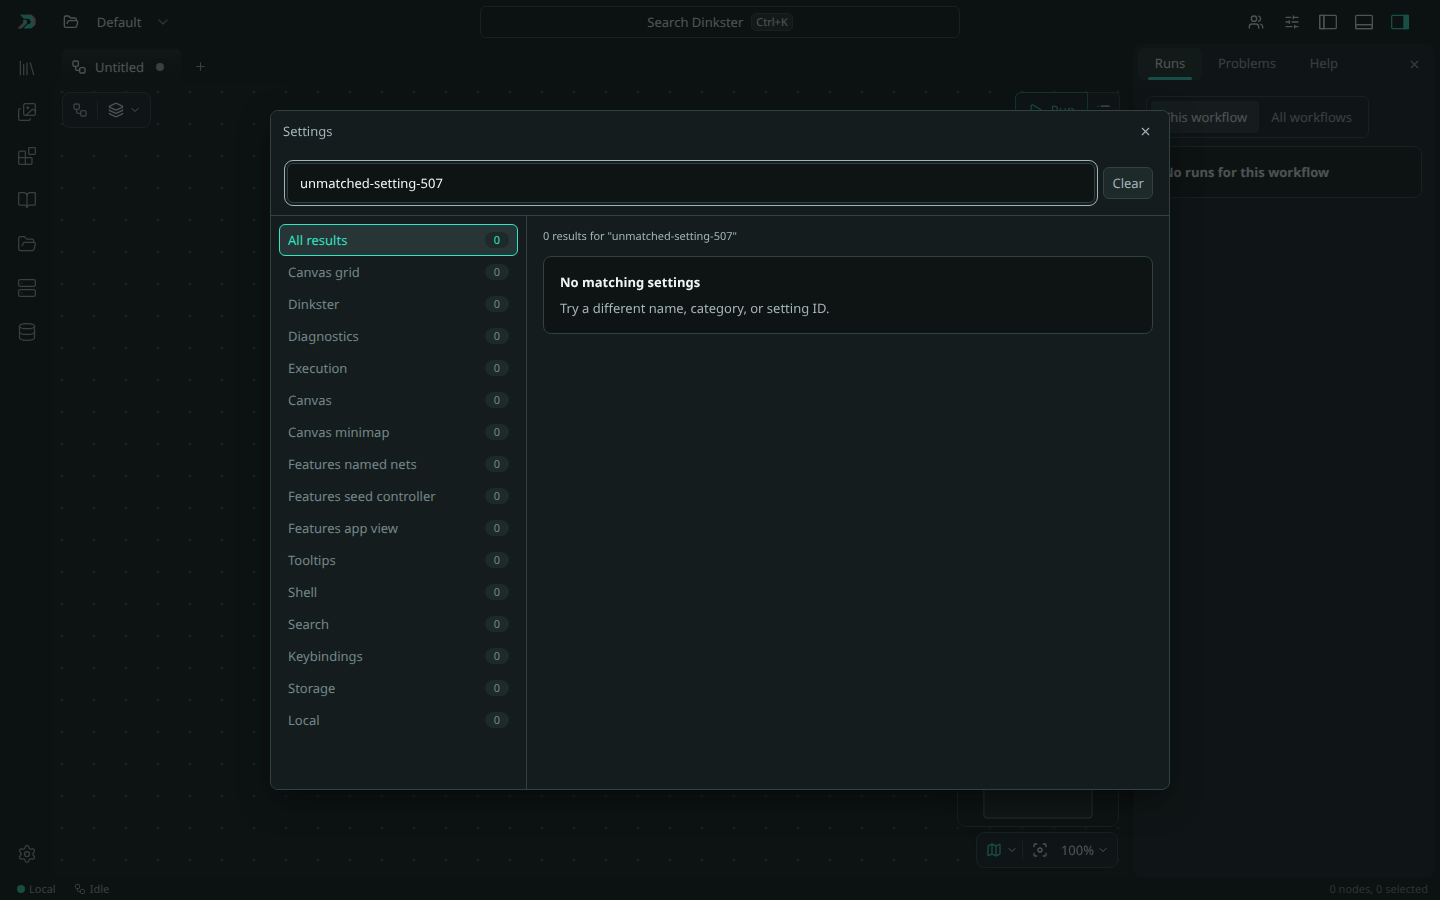 Default
Search Dinkster Ctrl+K
Untitled
Runs Problems Help
This workflow All workflows
No runs for this workflow
Run
Settings
unmatched-setting-507
Clear
All results 0
Canvas grid 0
Dinkster 0
Diagnostics 0
Execution 0
Canvas 0
Canvas minimap 0
Features named nets 0
Features seed controller 0
Features app view 0
Tooltips 0
Shell 0
Search 0
Keybindings 0
Storage 0
Local 0
0 results for "unmatched-setting-507"
No matching settings
Try a different name, category, or setting ID.
100%
Local Idle
0 nodes, 0 selected